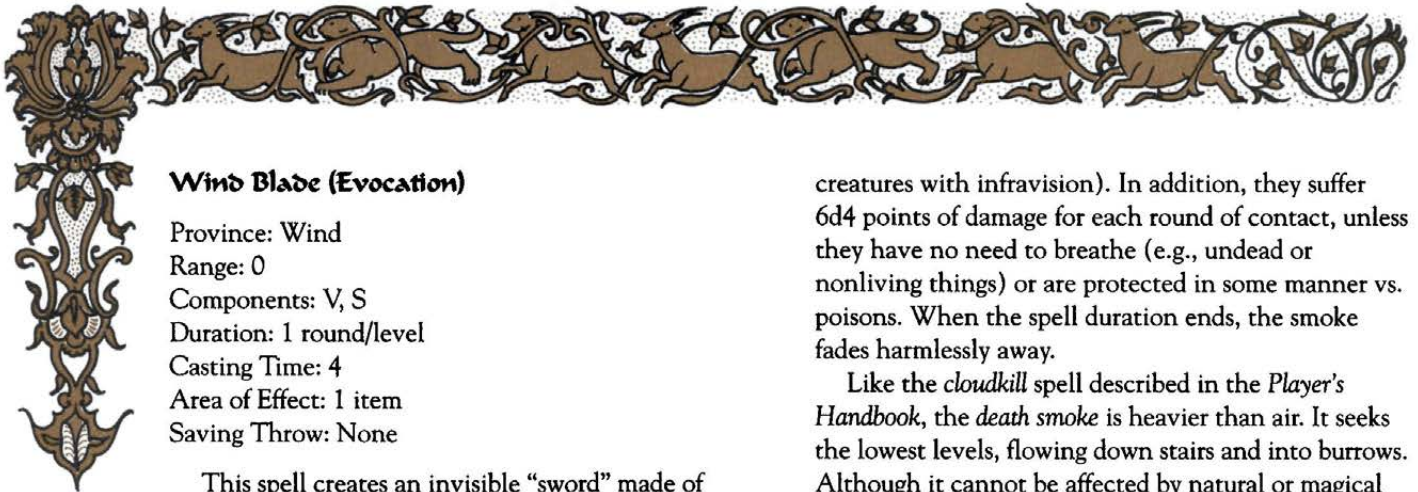 Wind Blade (Evocation)
Province: Wind
Range: 0
Components: V, S
Duration: 1 round/level
Casting Time: 4
Area of Effect: 1 item
Saving Throw: None
This spell creates an invisible “sword” made of
creatures with infravision). In addition, they suffer
6d4 points of damage for each round of contact, unless
they have no need to breathe (e.g., undead or
nonliving things) or are protected in some manner vs.
poisons. When the spell duration ends, the smoke
fades harmlessly away.
Like the cloudkill spell described in the Player's
Handbook, the death smoke is heavier than air. It seeks
the lowest levels, flowing down stairs and into burrows.
Although it cannot be affected by natural or magical